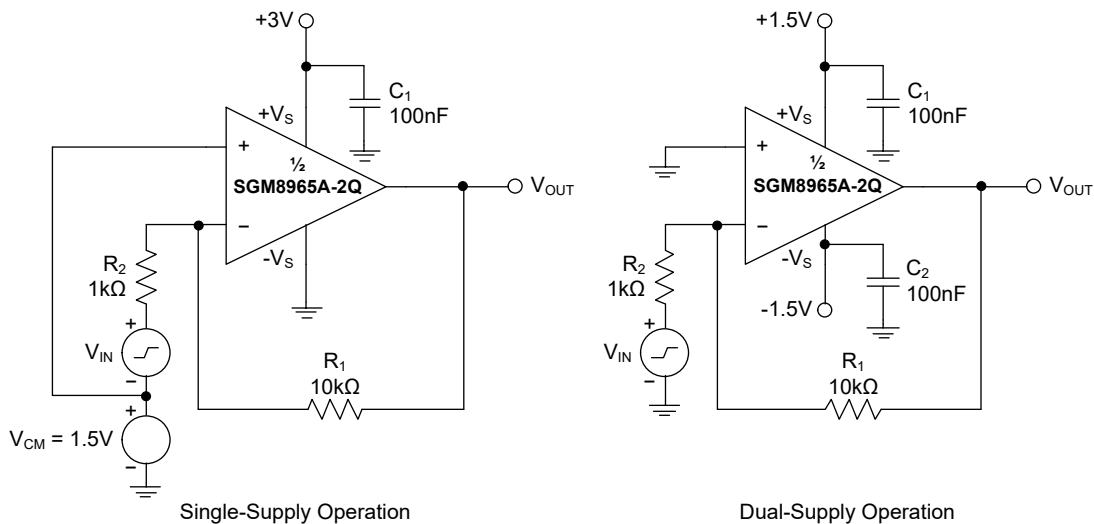 +3V
C1
100nF
+VS
+
½
SGM8965A-2Q
VOUT
−
-VS
R2
1kΩ
+
VIN
−
R1
10kΩ
+
VCM = 1.5V
−
Single-Supply Operation
+1.5V
C1
100nF
+VS
+
½
SGM8965A-2Q
VOUT
−
-VS
C2
100nF
-1.5V
R2
1kΩ
+
VIN
−
R1
10kΩ
Dual-Supply Operation